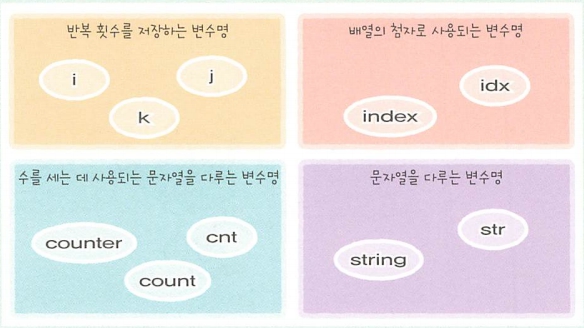 반복 횟수를 저장하는 변수명
i
j
k
배열의 첨자로 사용되는 변수명
idx
index
수를 세는 데 사용되는 문자열을 다루는 변수명
counter
cnt
count
문자열을 다루는 변수명
str
string